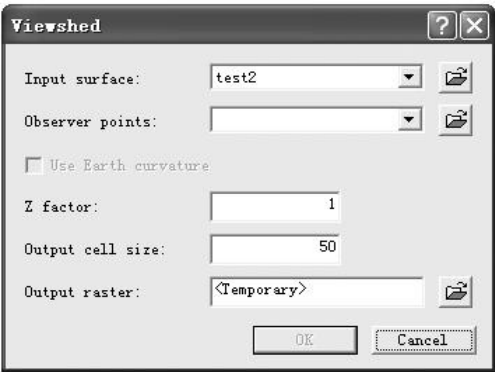 Viewshed
Input surface: test2
Observer points:
Use Earth curvature
Z factor: 1
Output cell size: 50
Output raster: <Temporary>
OK Cancel